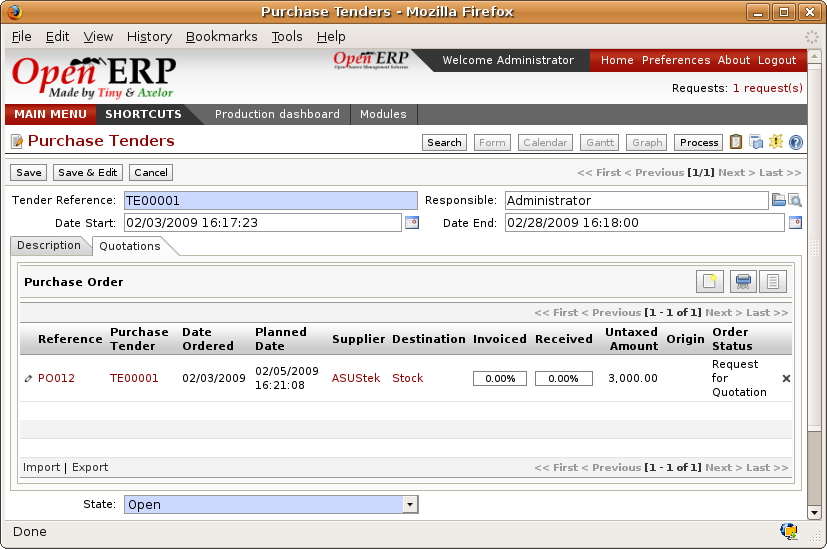 Purchase Tenders - Mozilla Firefox
File Edit View History Bookmarks Tools Help
Open ERP
Made by Tiny & Axelor
Open ERP
Open Source Management Solution
Welcome Administrator
Home Preferences About Logout
Requests: 1 request(s)
MAIN MENU SHORTCUTS Production dashboard Modules
Purchase Tenders
Search Form Calendar Gantt Graph Process
Save Save & Edit Cancel
<< First < Previous [1/1] Next > Last >>
Tender Reference: TE00001 Responsible: Administrator
Date Start: 02/03/2009 16:17:23 Date End: 02/28/2009 16:18:00
Description Quotations
Purchase Order
<< First < Previous [1 - 1 of 1] Next > Last >>
Reference Purchase Tender Date Ordered Planned Date Supplier Destination Invoiced Received Untaxed Amount Origin Order Status
PO012 TE00001 02/03/2009 02/05/2009 16:21:08 ASUStek Stock 0.00% 0.00% 3,000.00 Request for Quotation
Import | Export
<< First < Previous [1 - 1 of 1] Next > Last >>
State: Open
Done